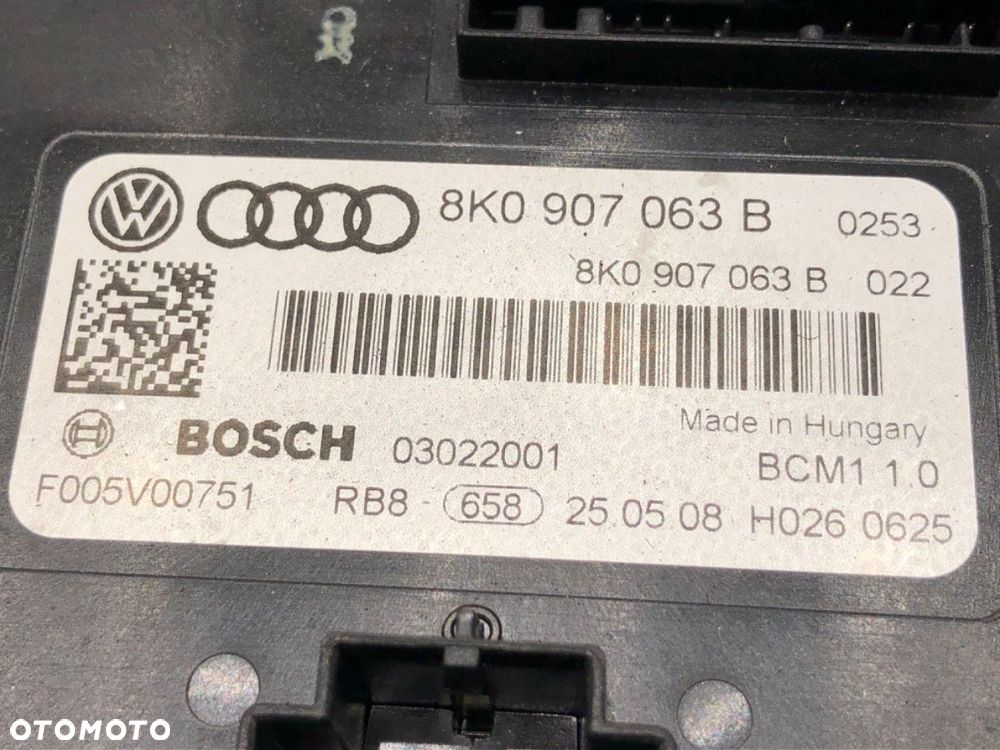 8K0 907 063 B 0253
8K0 907 063 B 022
Made in Hungary
BOSCH 03022001 BCM1 1.0
F005V00751 RB8 - 658 25.05.08 H026 0625
OTOMOTO